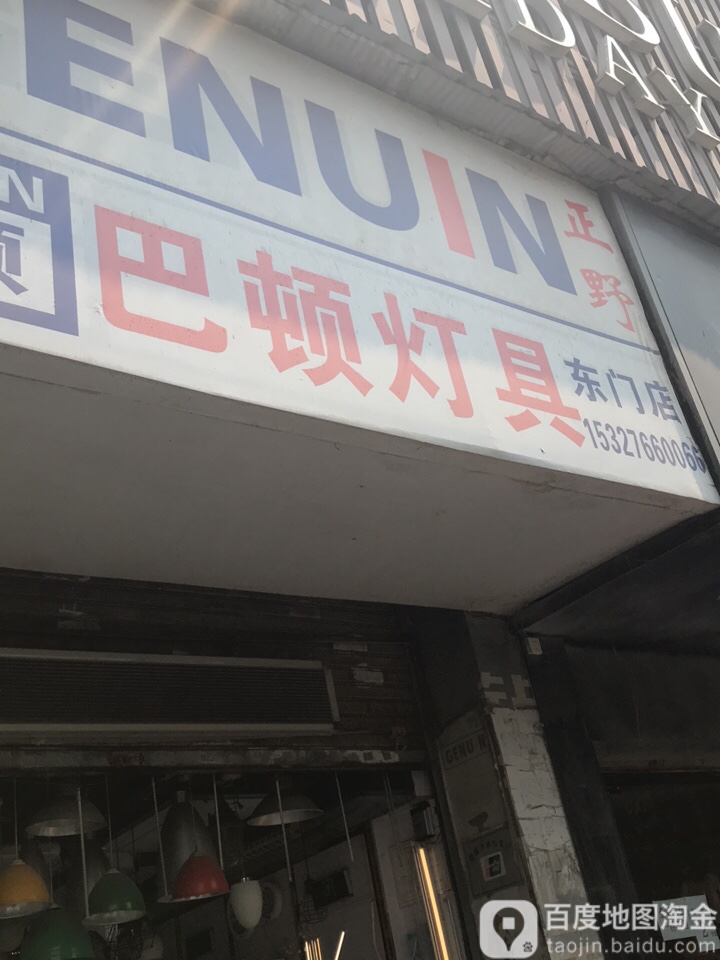 ENUIN
正野
巴顿灯具
东门店
15327660066
GENU N
百度地图淘金
taojin.baidu.com